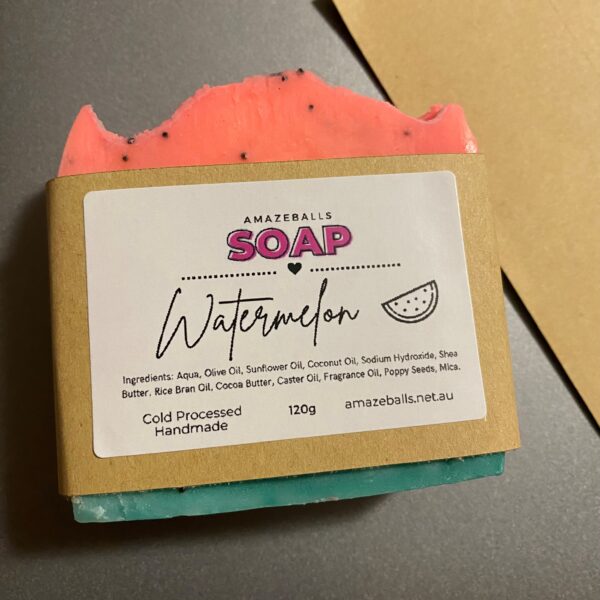 AMAZEBALLS
SOAP
Watermelon
Ingredients: Aqua, Olive Oil, Sunflower Oil, Coconut Oil, Sodium Hydroxide, Shea
Butter, Rice Bran Oil, Cocoa Butter, Caster Oil, Fragrance Oil, Poppy Seeds, Mica.
Cold Processed
Handmade
120g
amazeballs.net.au